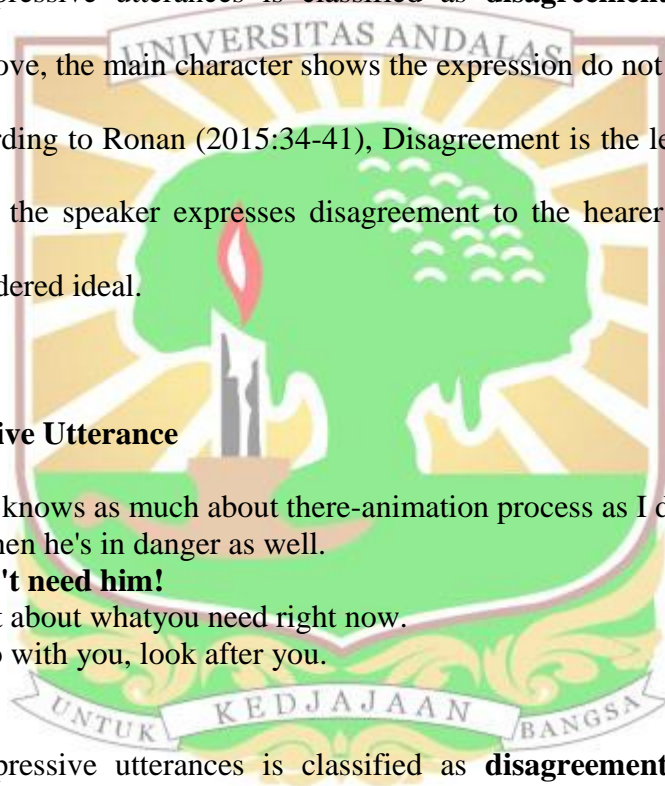 pressive utterances is classified as disagreement
UNIVERSITAS ANDALAS
ove, the main character shows the expression do not
rding to Ronan (2015:34-41), Disagreement is the le
the speaker expresses disagreement to the hearer
dered ideal.
ive Utterance
knows as much about there-animation process as I d
hen he's in danger as well.
't need him!
t about whatyou need right now.
o with you, look after you.
UNTUK KEDJAJAAN BANGSA
pressive utterances is classified as disagreement